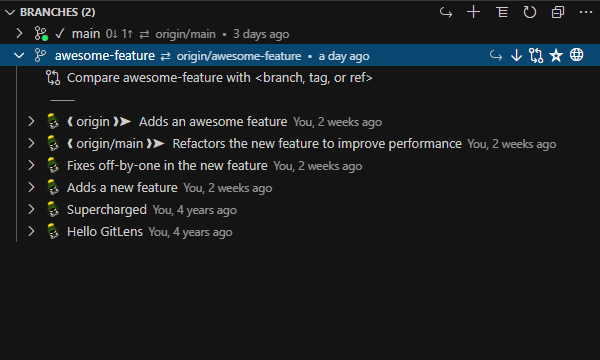 BRANCHES (2)
✓ main 0↓ 1↑ ⇄ origin/main • 3 days ago
awesome-feature ⇄ origin/awesome-feature • a day ago
Compare awesome-feature with <branch, tag, or ref>
❰ origin ❱➤ Adds an awesome feature You, 2 weeks ago
❰ origin/main ❱➤ Refactors the new feature to improve performance You, 2 weeks ago
Fixes off-by-one in the new feature You, 2 weeks ago
Adds a new feature You, 2 weeks ago
Supercharged You, 4 years ago
Hello GitLens You, 4 years ago